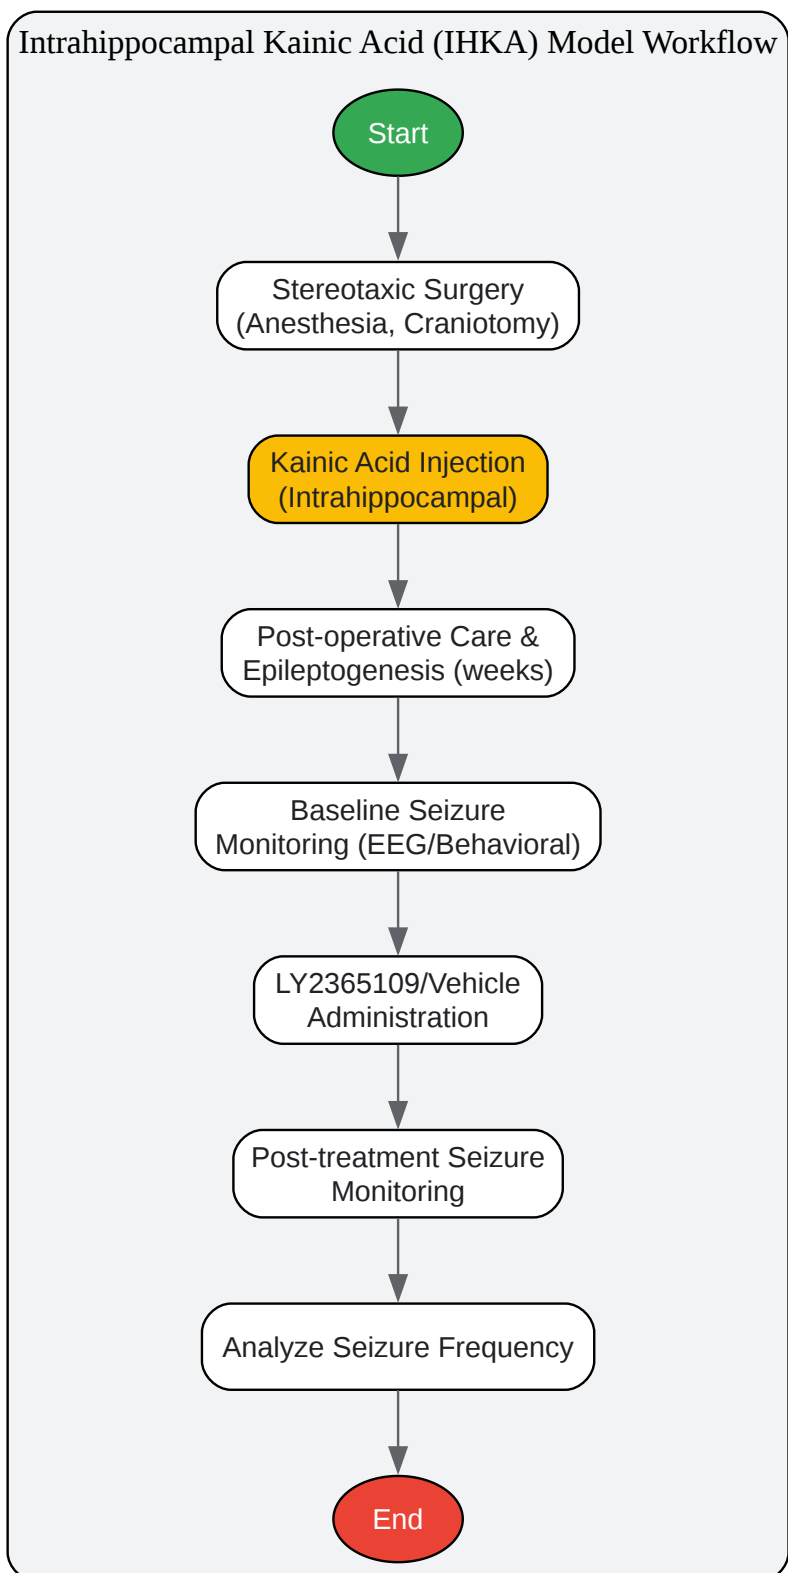 Intrahippocampal Kainic Acid (IHKA) Model Workflow
Start
Stereotaxic Surgery
(Anesthesia, Craniotomy)
Kainic Acid Injection
(Intrahippocampal)
Post-operative Care &
Epileptogenesis (weeks)
Baseline Seizure
Monitoring (EEG/Behavioral)
LY2365109/Vehicle
Administration
Post-treatment Seizure
Monitoring
Analyze Seizure Frequency
End